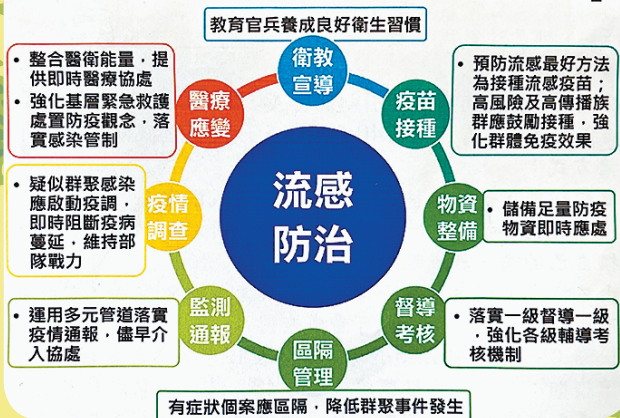 教育官兵養成良好衛生習慣
衛教
宣導
• 預防流感最好方法
為接種流感疫苗；
高風險及高傳播族
群應鼓勵接種，強
化群體免疫效果
疫苗
接種
• 儲備足量防疫
物資即時應處
物資
整備
• 落實一級督導一級
，強化各級輔導考
核機制
督導
考核
有症狀個案應區隔，降低群聚事件發生
區隔
管理
• 運用多元管道落實
疫情通報，儘早介
入協處
監測
通報
• 疑似群聚感染
應啟動疫調，
即時阻斷疫病
蔓延，維持部
隊戰力
疫情
調查
• 整合醫衛能量，提
供即時醫療協處
• 強化基層緊急救護
處置防疫觀念，落
實感染管制
醫療
應變
流感
防治